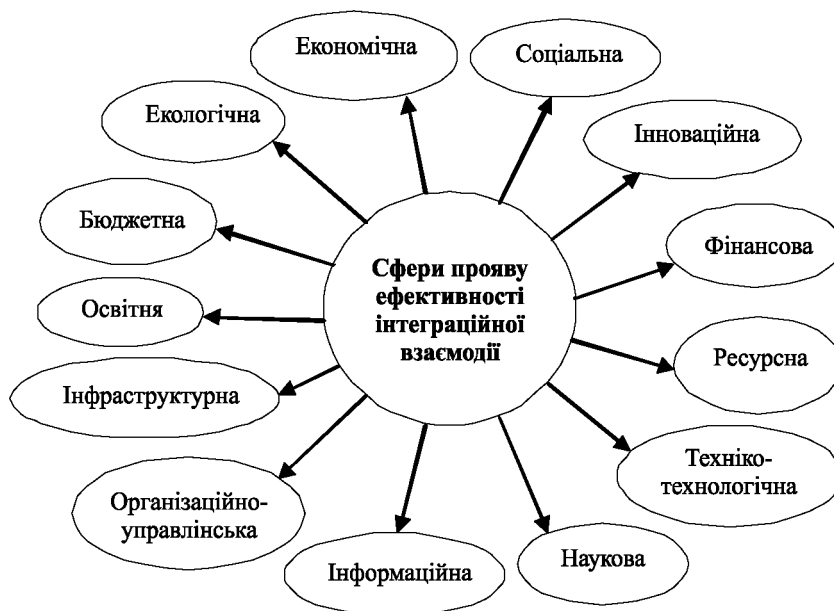 Економічна
Соціальна
Екологічна
Інноваційна
Бюджетна
Фінансова
Сфери прояву
ефективності
інтеграційної
взаємодії
Освітня
Ресурсна
Інфраструктурна
Техніко-
технологічна
Організаційно-
управлінська
Інформаційна
Наукова